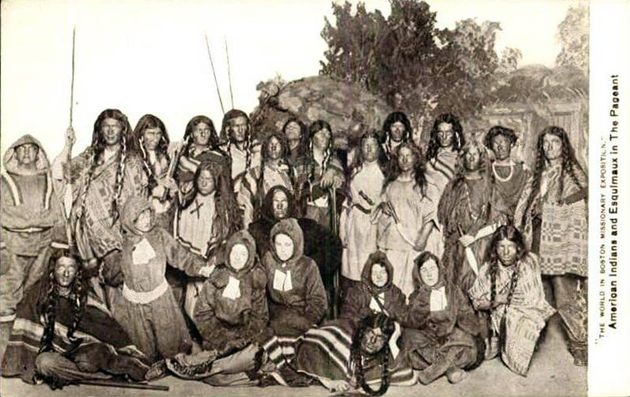 "THE WORLD IN BOSTON MISSIONARY EXPOSITION."
American Indians and Esquimaux in The Pageant